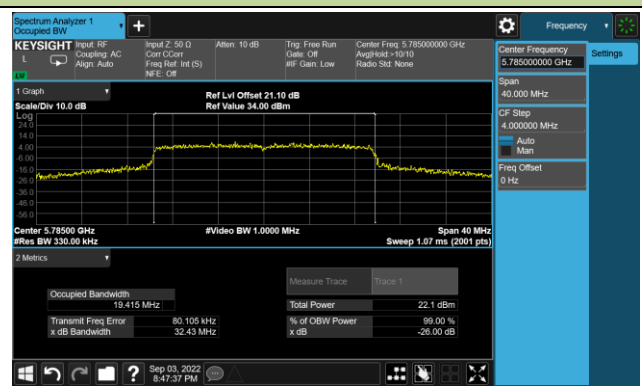 Spectrum Analyzer 1
Occupied BW
Frequency
KEYSIGHT
L
LV
Input: RF
Coupling: AC
Align: Auto
Input Z: 50 Ω
Corr CCorr
Freq Ref: Int (S)
NFE: Off
Atten: 10 dB
Trig: Free Run
Gate: Off
#IF Gain: Low
Center Freq: 5.785000000 GHz
Avg|Hold:>10/10
Radio Std: None
Center Frequency
5.785000000 GHz
Settings
Span
40.000 MHz
CF Step
4.000000 MHz
Auto
Man
Freq Offset
0 Hz
1 Graph
Scale/Div 10.0 dB
Ref Lvl Offset 21.10 dB
Ref Value 34.00 dBm
Log
24.0
14.0
4.00
-6.00
-16.0
-26.0
-36.0
-46.0
-56.0
Center 5.78500 GHz
#Res BW 330.00 kHz
#Video BW 1.0000 MHz
Span 40 MHz
Sweep 1.07 ms (2001 pts)
2 Metrics
Measure Trace
Trace 1
Occupied Bandwidth
19.415 MHz
Total Power
22.1 dBm
Transmit Freq Error
80.105 kHz
% of OBW Power
99.00 %
x dB Bandwidth
32.43 MHz
x dB
-26.00 dB
?
Sep 03, 2022
8:47:37 PM